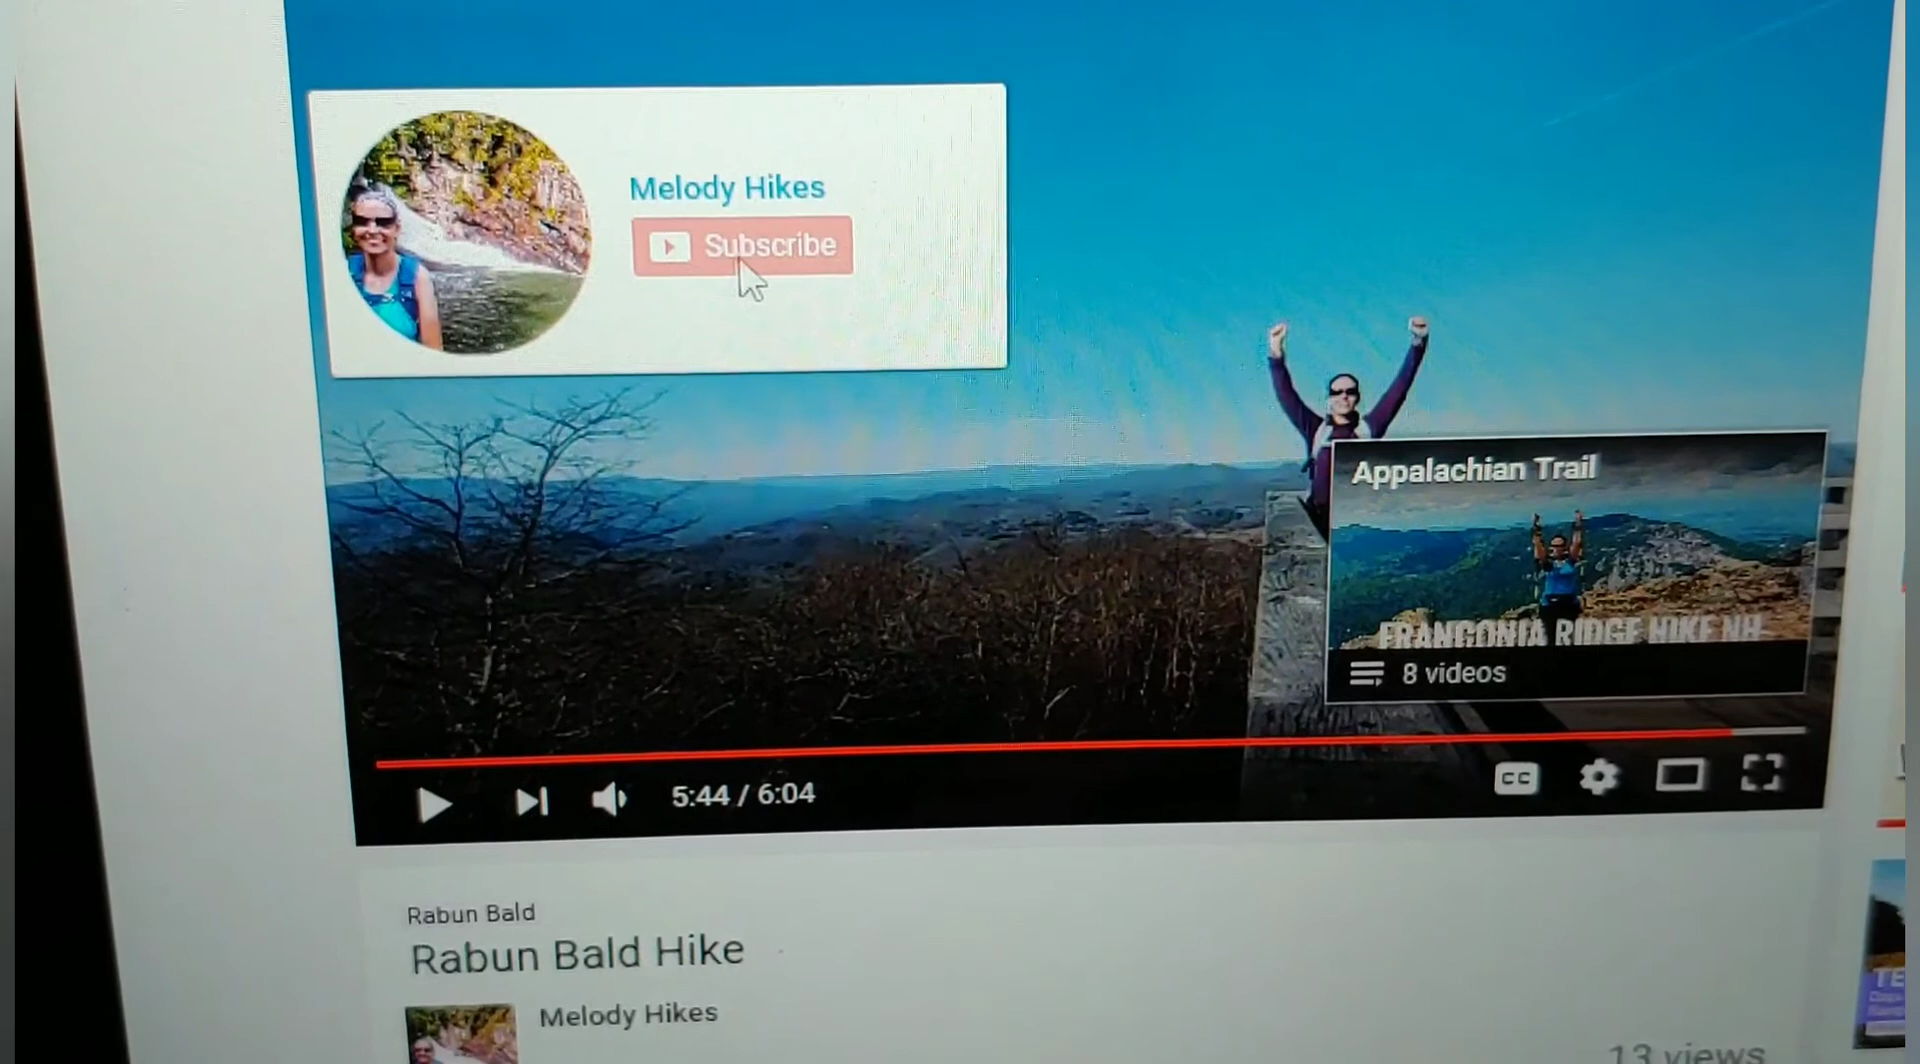 Melody Hikes
Subscribe
Appalachian Trail
FRANCONIA RIDGE HIKE NH
8 videos
5:44 / 6:04
CC
Rabun Bald
Rabun Bald Hike
Melody Hikes
13 views
TE